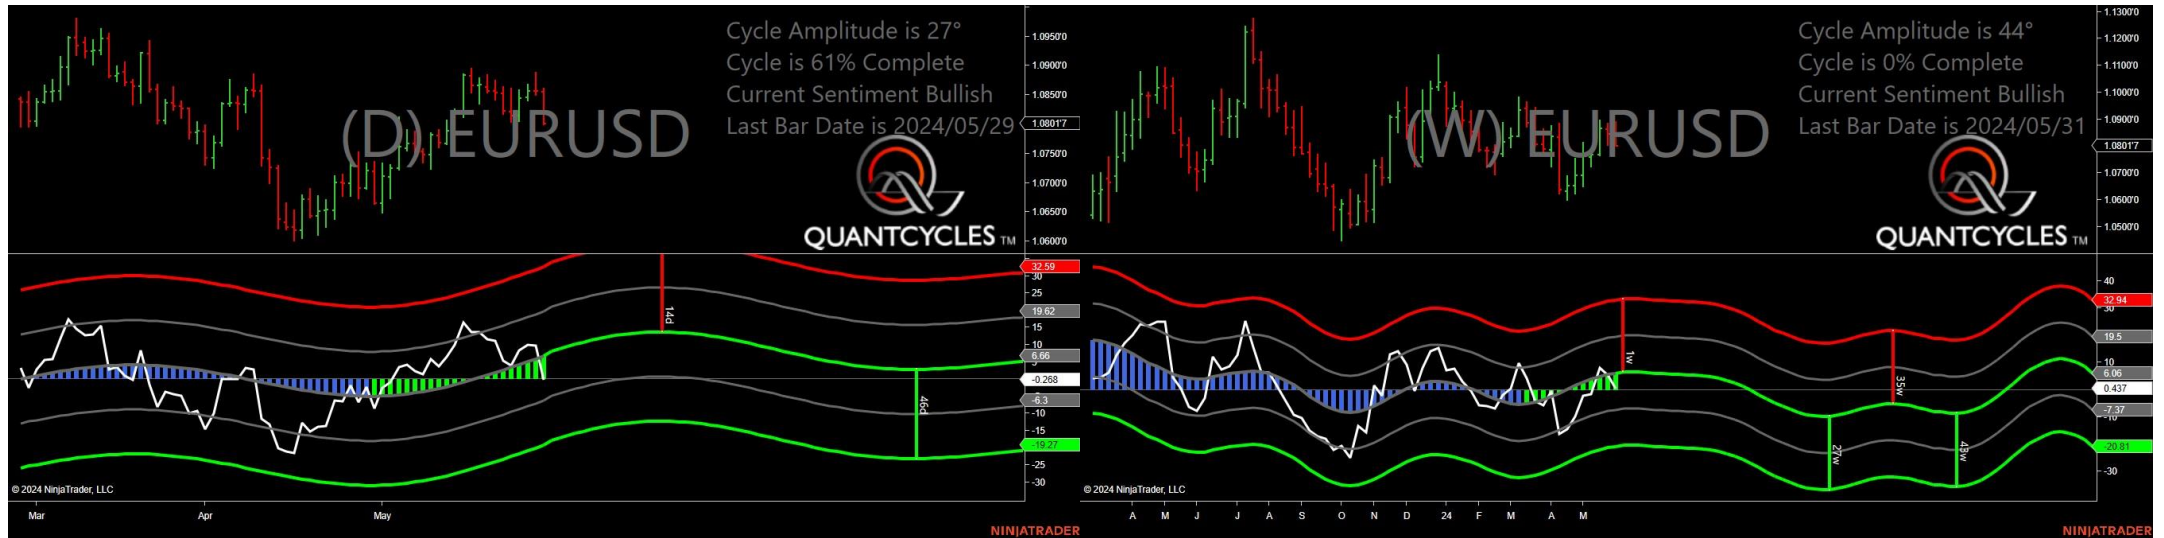 Cycle Amplitude is 27°
Cycle is 61% Complete
Current Sentiment Bullish
Last Bar Date is 2024/05/29
(D) EURUSD
QUANTCYCLES TM
1.0950'0
1.0900'0
1.0850'0
1.0801'7
1.0750'0
1.0700'0
1.0650'0
1.0600'0
32.59
30
25
19.62
15
10
6.66
-0.268
-6.3
-10
-15
-19.27
-25
-30
14d
46d
© 2024 NinjaTrader, LLC
Mar Apr May
NINJATRADER
Cycle Amplitude is 44°
Cycle is 0% Complete
Current Sentiment Bullish
Last Bar Date is 2024/05/31
(W) EURUSD
QUANTCYCLES TM
1.1300'0
1.1200'0
1.1100'0
1.1000'0
1.0900'0
1.0801'7
1.0700'0
1.0600'0
1.0500'0
40
32.94
30
19.5
10
6.06
0.437
-7.37
-20.81
-30
1w
35w
27w
43w
© 2024 NinjaTrader, LLC
A M J J A S O N D 24 F M A M
NINJATRADER